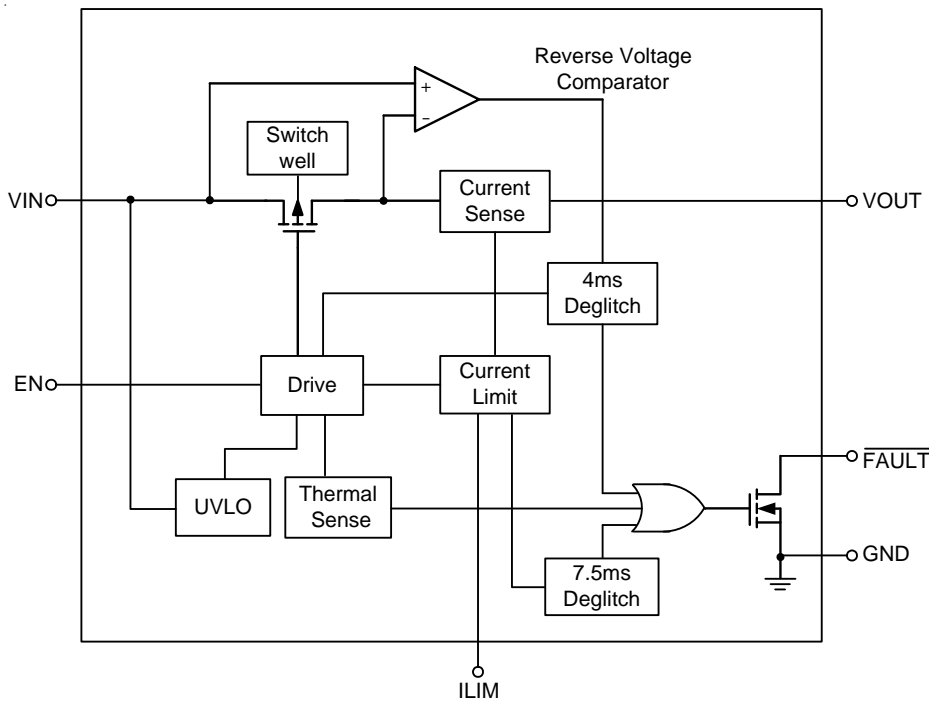 Reverse Voltage
Comparator
+
−
Switch
well
VIN
Current
Sense
VOUT
4ms
Deglitch
EN
Drive
Current
Limit
FAULT
UVLO
Thermal
Sense
GND
7.5ms
Deglitch
ILIM